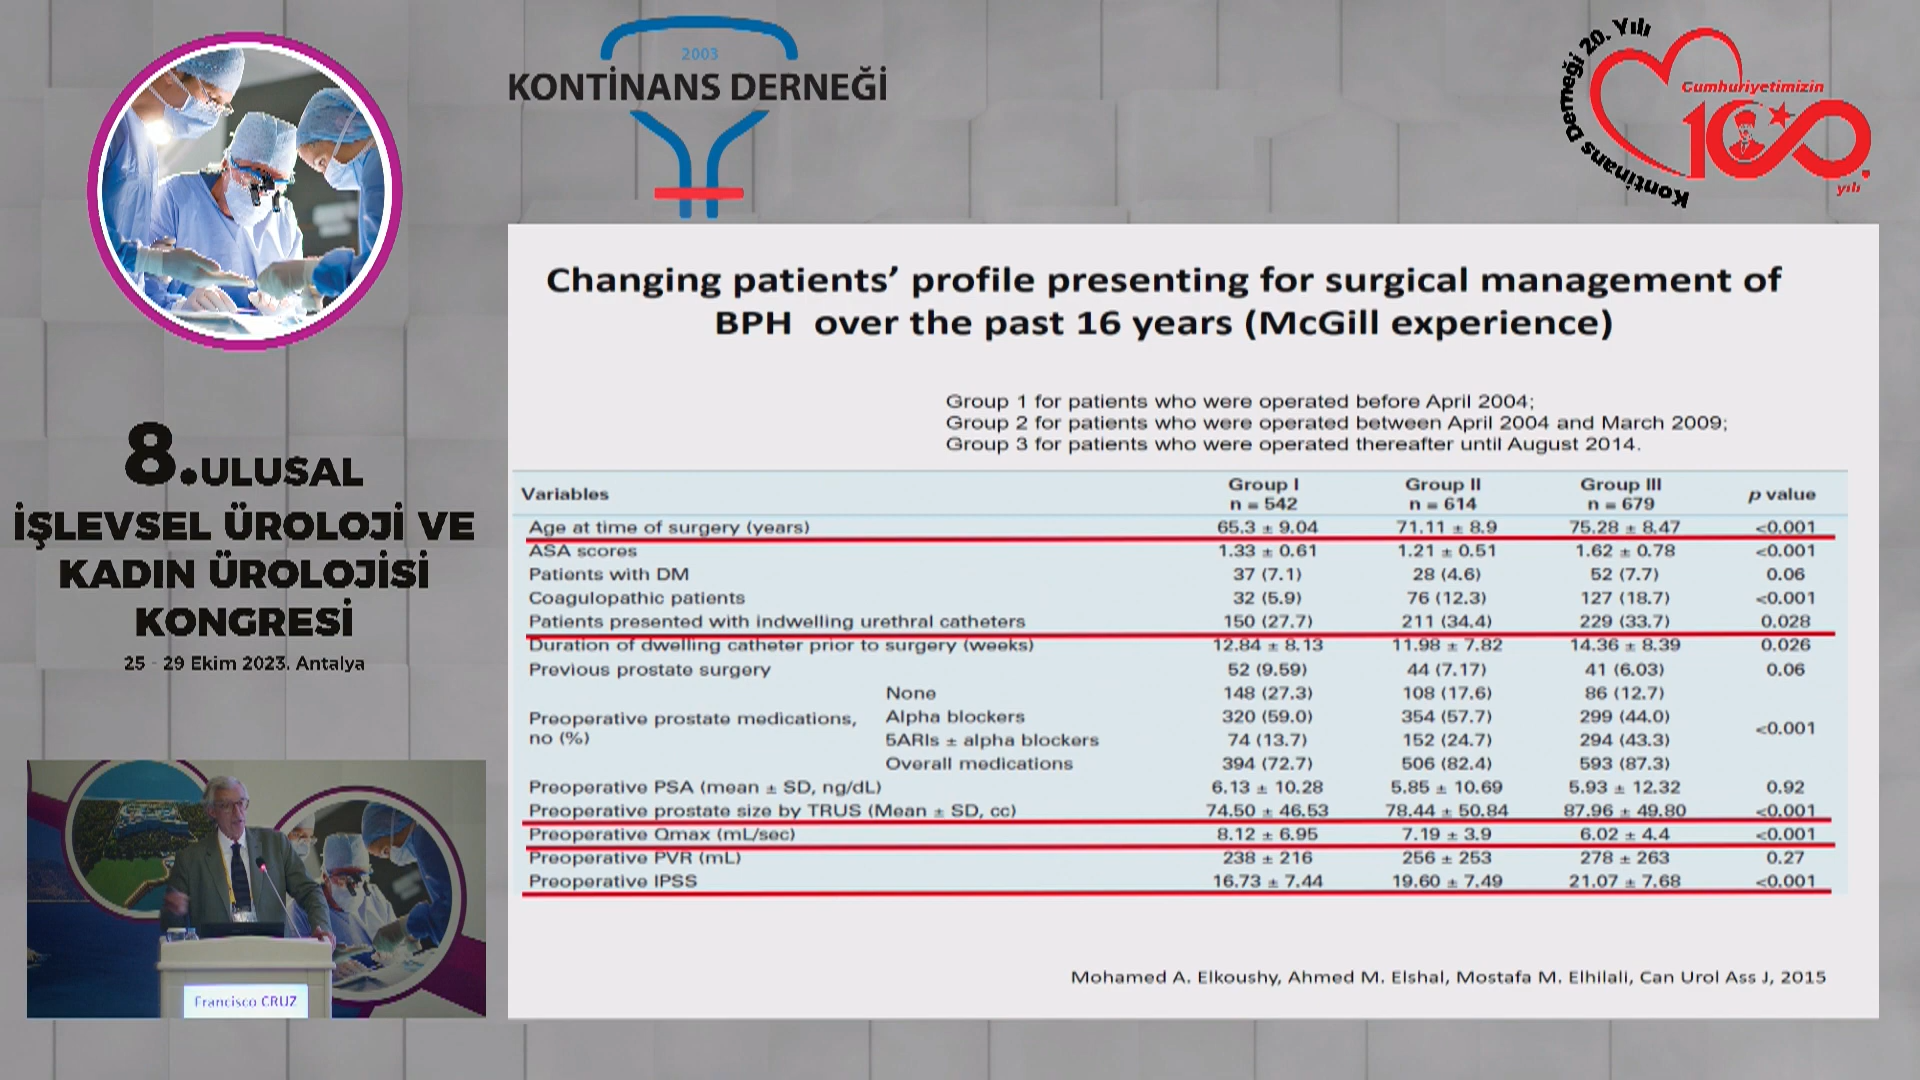 2003
KONTİNANS DERNEĞİ
Kontinans Derneği 20. Yılı
Cumhuriyetimizin
100.
yılı
8.ULUSAL
İŞLEVSEL ÜROLOJİ VE
KADIN ÜROLOJİSİ
KONGRESİ
25 - 29 Ekim 2023. Antalya
Francisco CRUZ
Changing patients’ profile presenting for surgical management of
BPH over the past 16 years (McGill experience)
Group 1 for patients who were operated before April 2004;
Group 2 for patients who were operated between April 2004 and March 2009;
Group 3 for patients who were operated thereafter until August 2014.
Variables Group I n = 542 Group II n = 614 Group III n = 679 p value
Age at time of surgery (years) 65.3 ± 9.04 71.11 ± 8.9 75.28 ± 8.47 <0.001
ASA scores 1.33 ± 0.61 1.21 ± 0.51 1.62 ± 0.78 <0.001
Patients with DM 37 (7.1) 28 (4.6) 52 (7.7) 0.06
Coagulopathic patients 32 (5.9) 76 (12.3) 127 (18.7) <0.001
Patients presented with indwelling urethral catheters 150 (27.7) 211 (34.4) 229 (33.7) 0.028
Duration of dwelling catheter prior to surgery (weeks) 12.84 ± 8.13 11.98 ± 7.82 14.36 ± 8.39 0.026
Previous prostate surgery 52 (9.59) 44 (7.17) 41 (6.03) 0.06
Preoperative prostate medications, no (%)
None 148 (27.3) 108 (17.6) 86 (12.7)
Alpha blockers 320 (59.0) 354 (57.7) 299 (44.0) <0.001
5ARIs ± alpha blockers 74 (13.7) 152 (24.7) 294 (43.3)
Overall medications 394 (72.7) 506 (82.4) 593 (87.3)
Preoperative PSA (mean ± SD, ng/dL) 6.13 ± 10.28 5.85 ± 10.69 5.93 ± 12.32 0.92
Preoperative prostate size by TRUS (Mean ± SD, cc) 74.50 ± 46.53 78.44 ± 50.84 87.96 ± 49.80 <0.001
Preoperative Qmax (mL/sec) 8.12 ± 6.95 7.19 ± 3.9 6.02 ± 4.4 <0.001
Preoperative PVR (mL) 238 ± 216 256 ± 253 278 ± 263 0.27
Preoperative IPSS 16.73 ± 7.44 19.60 ± 7.49 21.07 ± 7.68 <0.001
Mohamed A. Elkoushy, Ahmed M. Elshal, Mostafa M. Elhilali, Can Urol Ass J, 2015